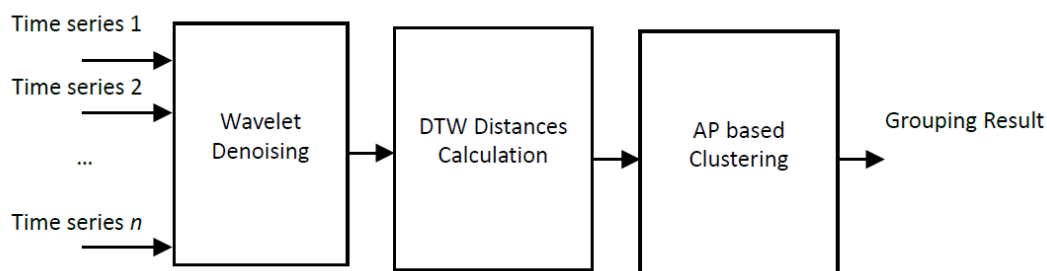 Time series 1
Time series 2
...
Time series n
Wavelet
Denoising
DTW Distances
Calculation
AP based
Clustering
Grouping Result